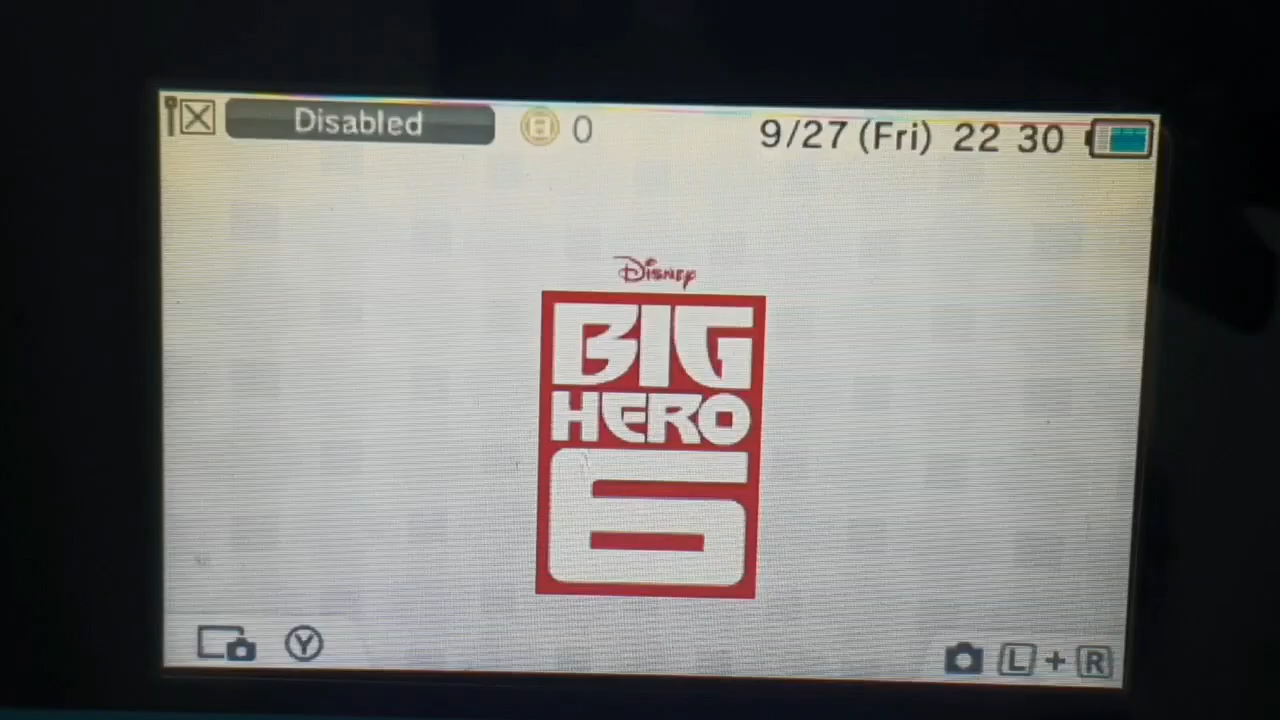 Disabled 0 9/27 (Fri) 22 30
Disney
BIG
HERO
6
Y L + R